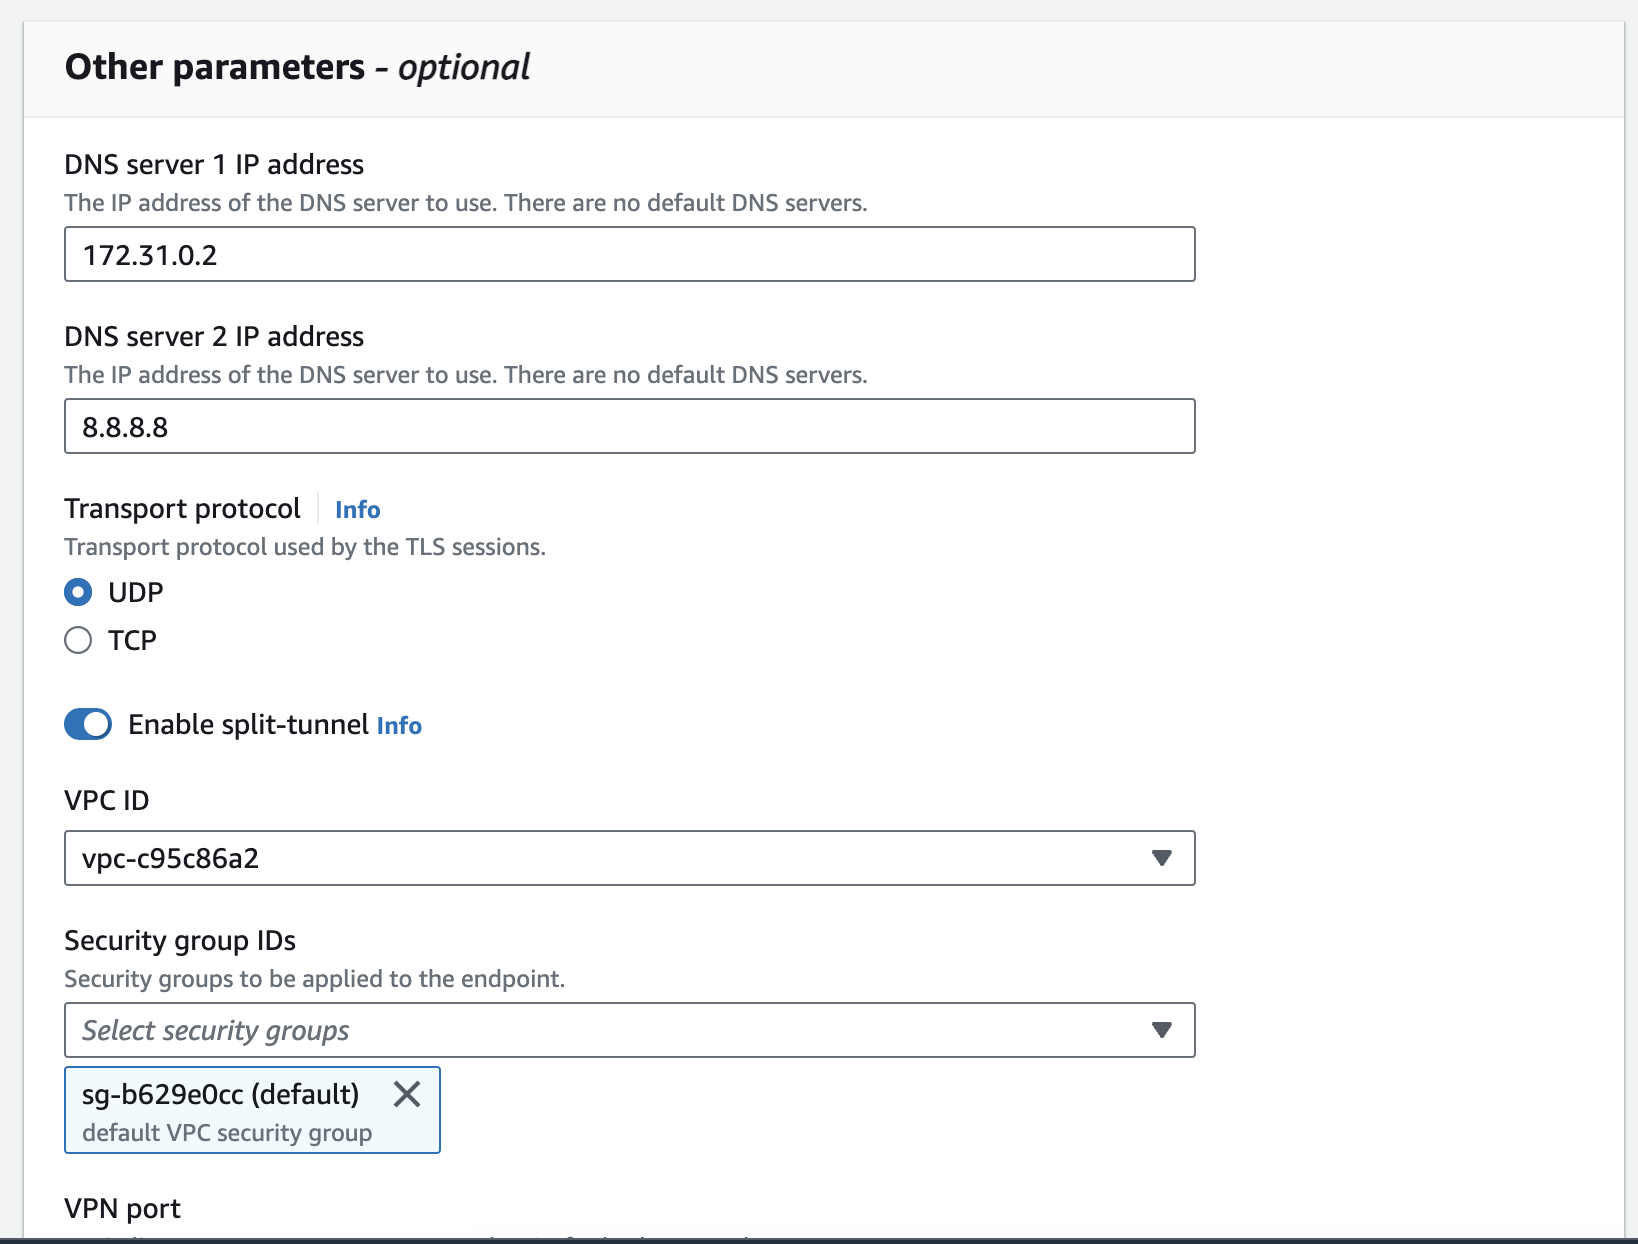 Other parameters - optional
DNS server 1 IP address
The IP address of the DNS server to use. There are no default DNS servers.
172.31.0.2
DNS server 2 IP address
The IP address of the DNS server to use. There are no default DNS servers.
8.8.8.8
Transport protocol Info
Transport protocol used by the TLS sessions.
UDP
TCP
Enable split-tunnel Info
VPC ID
vpc-c95c86a2
Security group IDs
Security groups to be applied to the endpoint.
Select security groups
sg-b629e0cc (default)
default VPC security group
VPN port